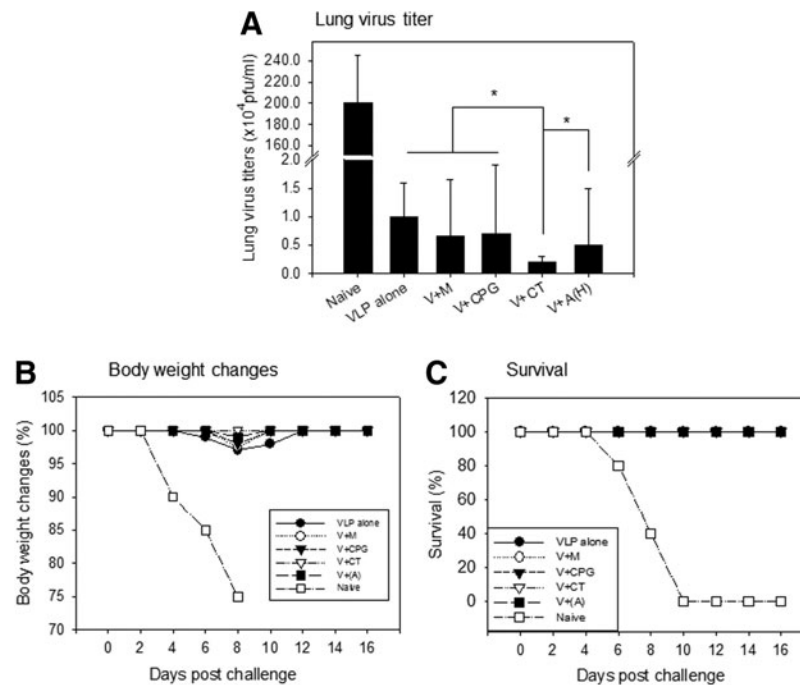 A Lung virus titer
Lung virus titers (x10⁴pfu/ml)
240.0
220.0
200.0
180.0
160.0
140.0
2.0
1.5
1.0
0.5
0.0
*
*
Naive
VLP alone
V+M
V+CPG
V+CT
V+A(H)
B Body weight changes
Body weight changes (%)
105
100
95
90
85
80
75
70
VLP alone
V+M
V+CPG
V+CT
V+(A)
Naive
0 2 4 6 8 10 12 14 16
Days post challenge
C Survival
Survival (%)
120
100
80
60
40
20
0
VLP alone
V+M
V+CPG
V+CT
V+(A)
Naive
0 2 4 6 8 10 12 14 16
Days post challenge